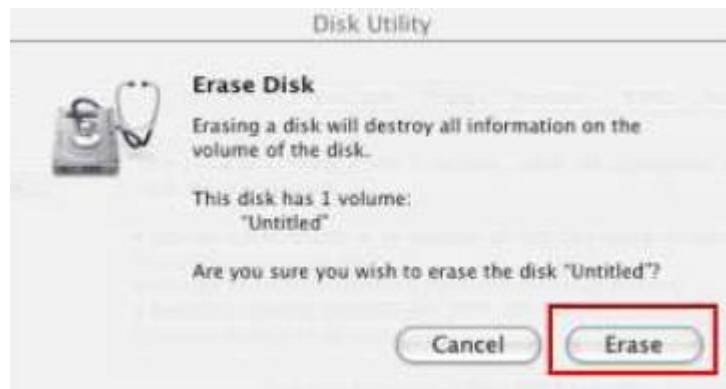 Disk Utility
Erase Disk
Erasing a disk will destroy all information on the
volume of the disk.
This disk has 1 volume:
"Untitled"
Are you sure you wish to erase the disk "Untitled"?
Cancel
Erase